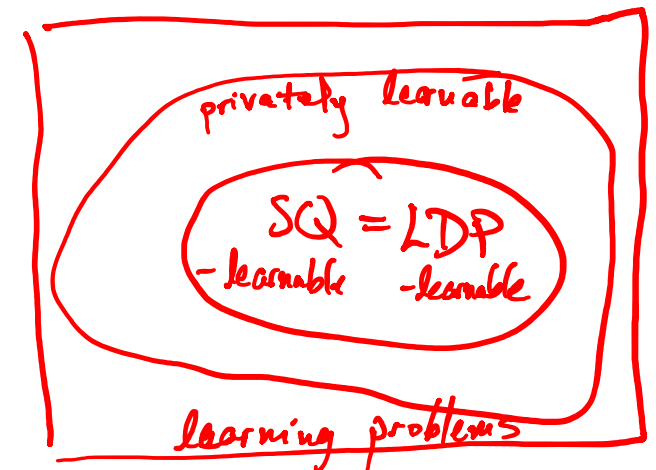 privately learnable
SQ = LDP
-learnable -learnable
learning problems